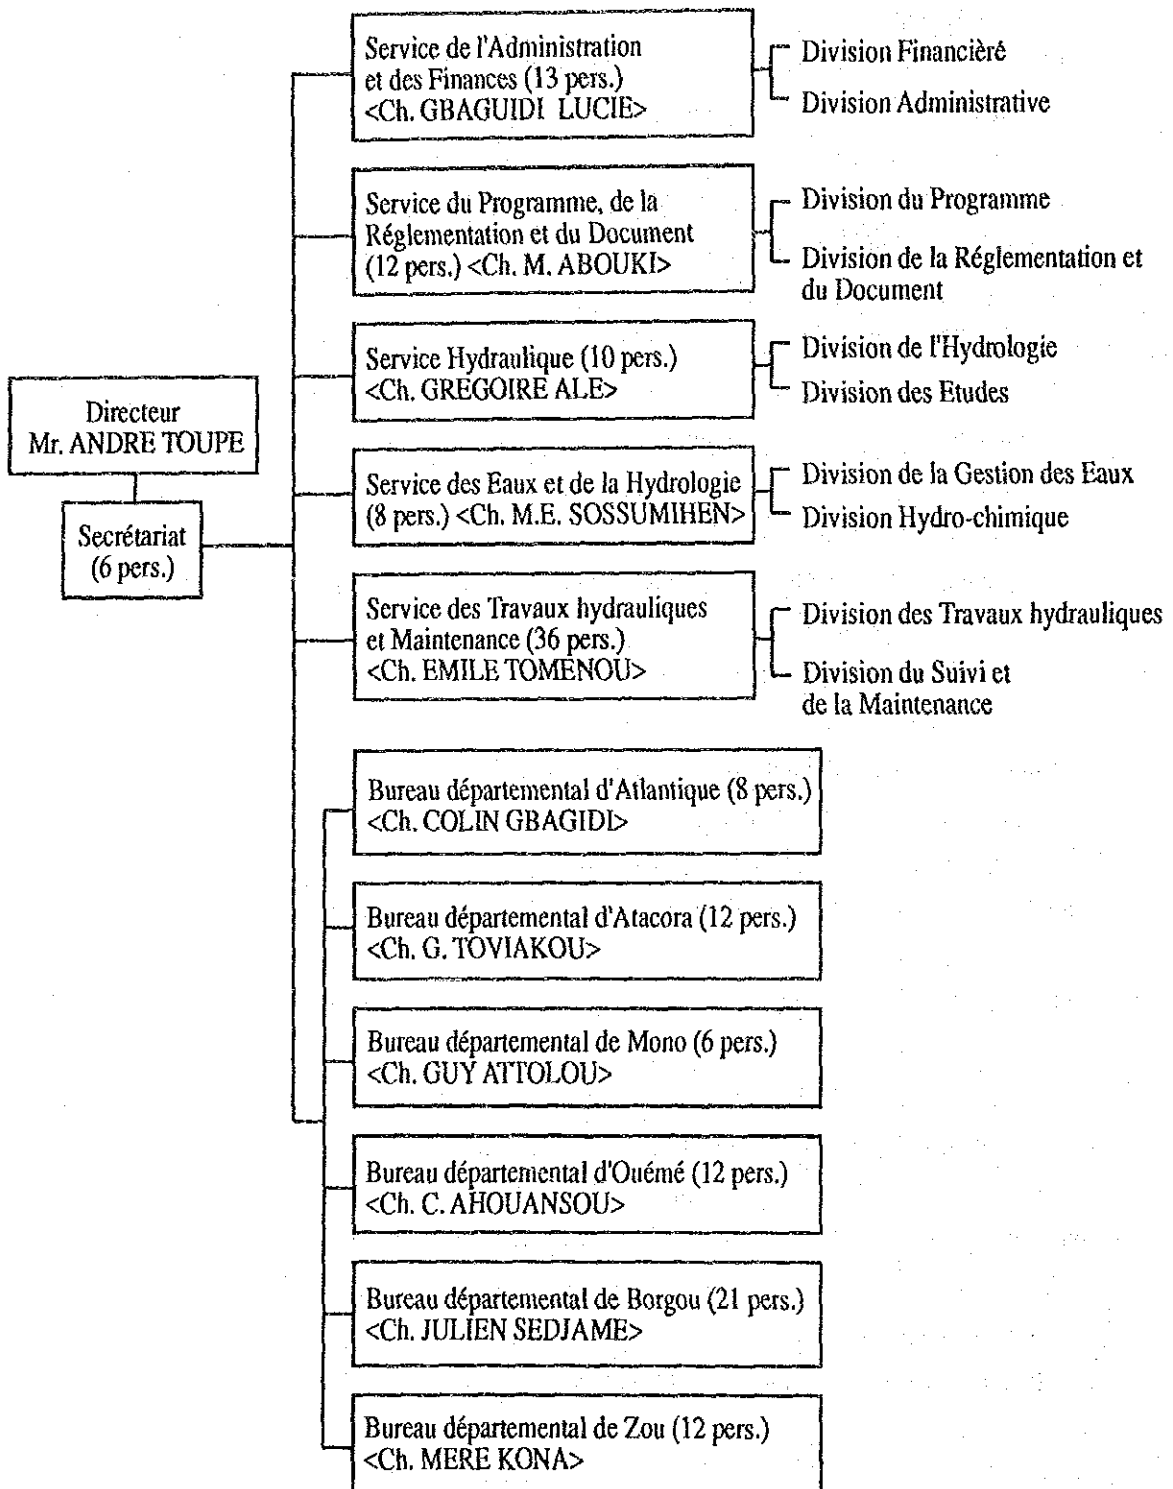 Service de l'Administration
et des Finances (13 pers.)
<Ch. GBAGUIDI LUCIE>
Division Financièré
Division Administrative
Service du Programme, de la
Réglementation et du Document
(12 pers.) <Ch. M. ABOUKI>
Division du Programme
Division de la Réglementation et
du Document
Service Hydraulique (10 pers.)
<Ch. GREGOIRE ALE>
Division de l'Hydrologie
Division des Etudes
Directeur
Mr. ANDRE TOUPE
Secrétariat
(6 pers.)
Service des Eaux et de la Hydrologie
(8 pers.) <Ch. M.E. SOSSUMIHEN>
Division de la Gestion des Eaux
Division Hydro-chimique
Service des Travaux hydrauliques
et Maintenance (36 pers.)
<Ch. EMILE TOMENOU>
Division des Travaux hydrauliques
Division du Suivi et
de la Maintenance
Bureau départemental d'Atlantique (8 pers.)
<Ch. COLIN GBAGIDI>
Bureau départemental d'Atacora (12 pers.)
<Ch. G. TOVIAKOU>
Bureau départemental de Mono (6 pers.)
<Ch. GUY ATTOLOU>
Bureau départemental d'Ouémé (12 pers.)
<Ch. C. AHOUANSOU>
Bureau départemental de Borgou (21 pers.)
<Ch. JULIEN SEDJAME>
Bureau départemental de Zou (12 pers.)
<Ch. MERE KONA>